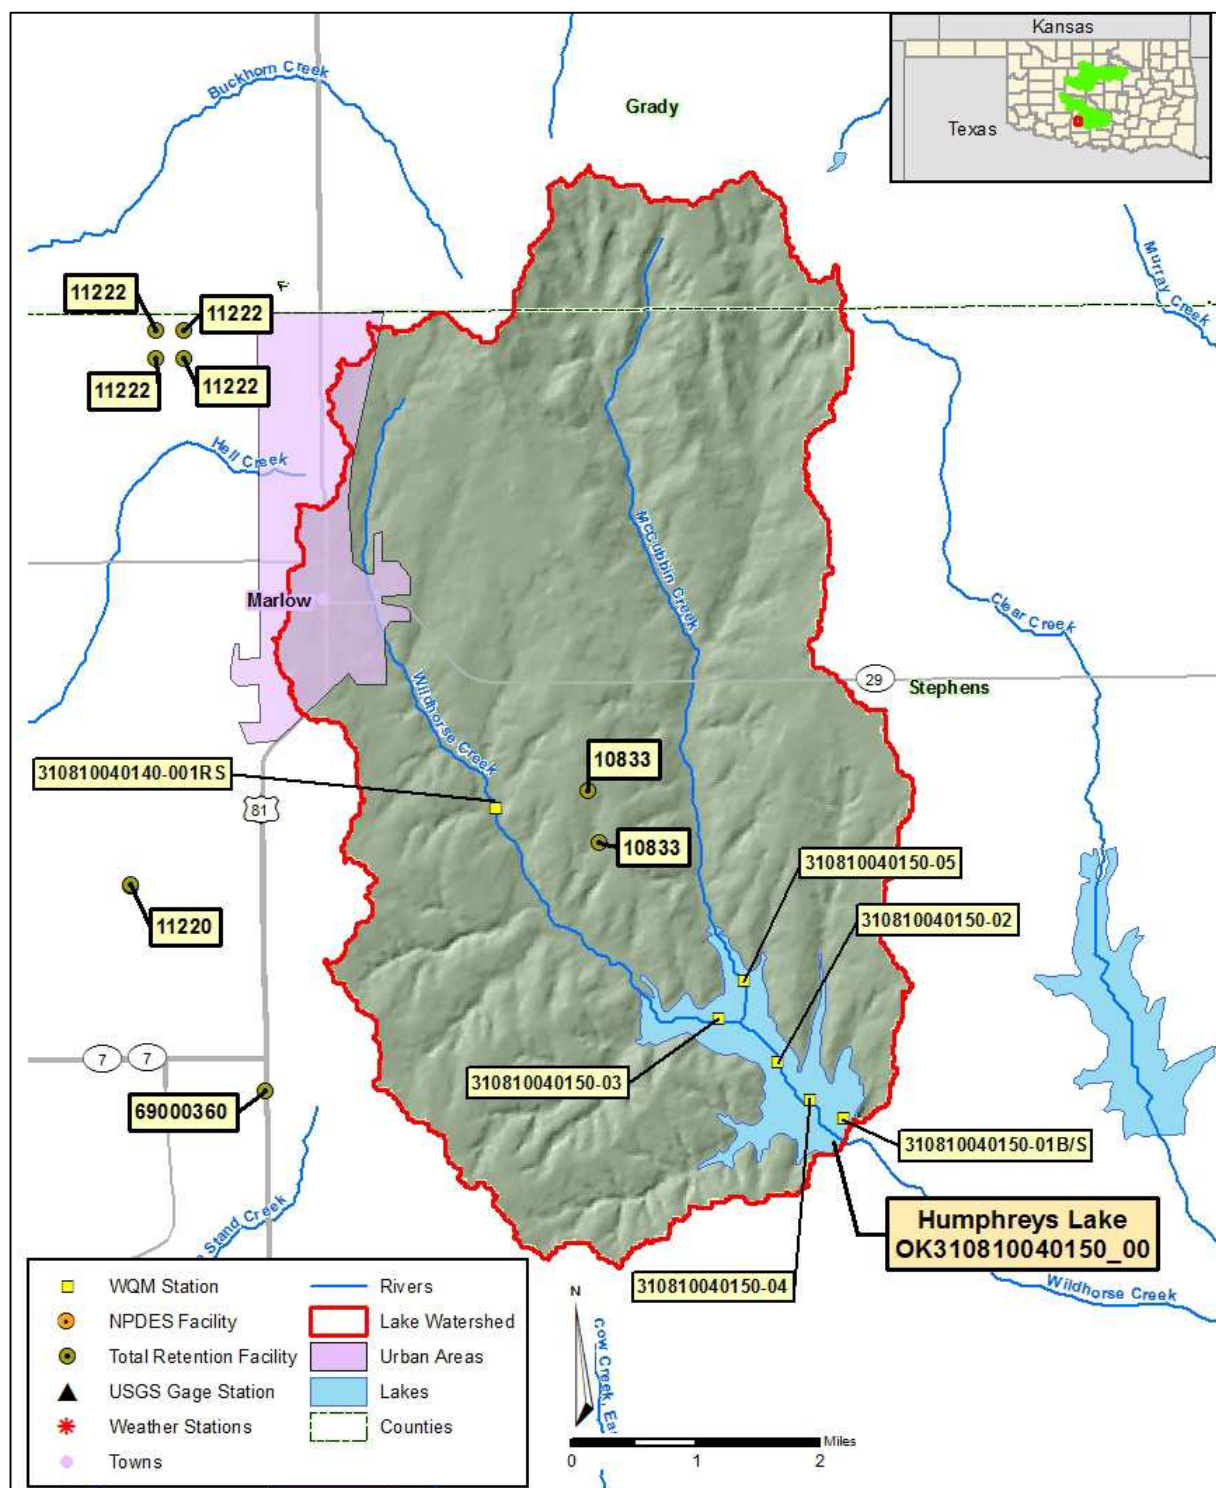 Kansas
Texas
Buckhorn Creek
Grady
Murray Creek
11222
11222
11222
11222
Hell Creek
McCubbin Creek
Marlow
Clear Creek
29
Stephens
Wildhorse Creek
310810040140-001RS
10833
81
10833
310810040150-05
11220
310810040150-02
7
7
310810040150-03
69000360
310810040150-01B/S
Stand Creek
Humphreys Lake
OK310810040150_00
310810040150-04
Wildhorse Creek
WQM Station
NPDES Facility
Total Retention Facility
USGS Gage Station
Weather Stations
Towns
Rivers
Lake Watershed
Urban Areas
Lakes
Counties
N
Cow Creek, Ea
Miles
0 1 2